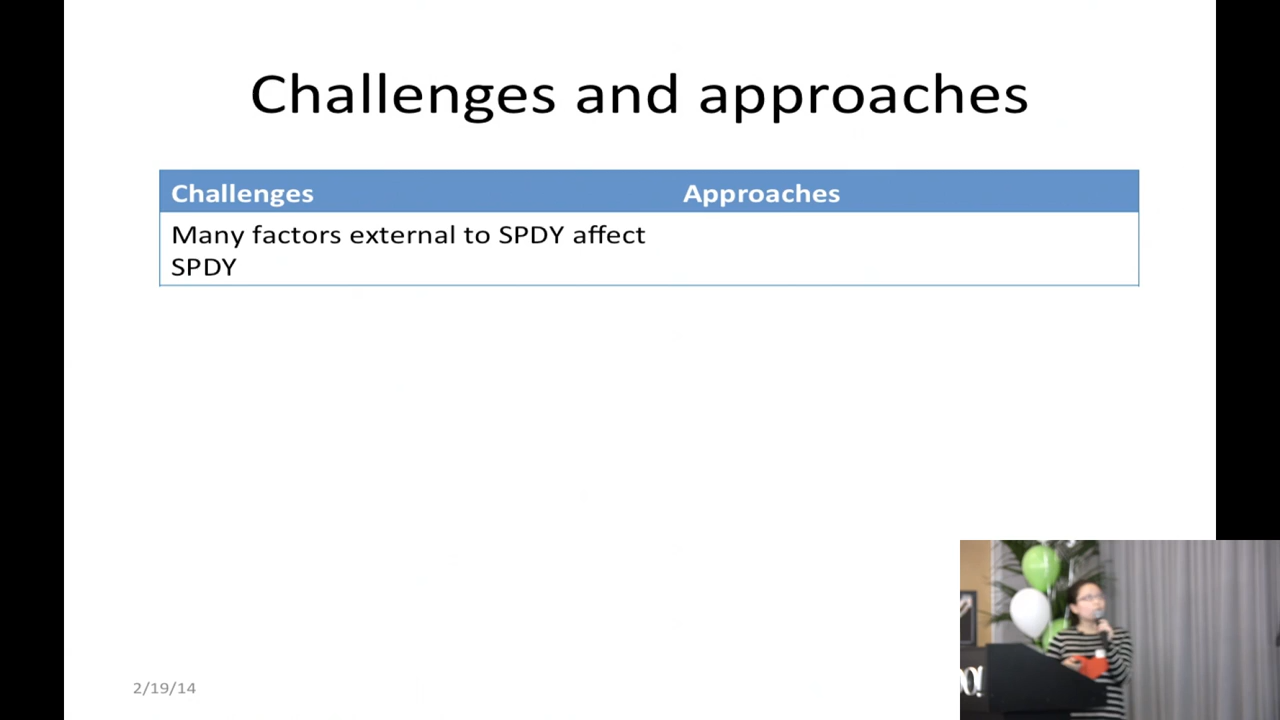 Challenges and approaches
Challenges Approaches
Many factors external to SPDY affect
SPDY
2/19/14